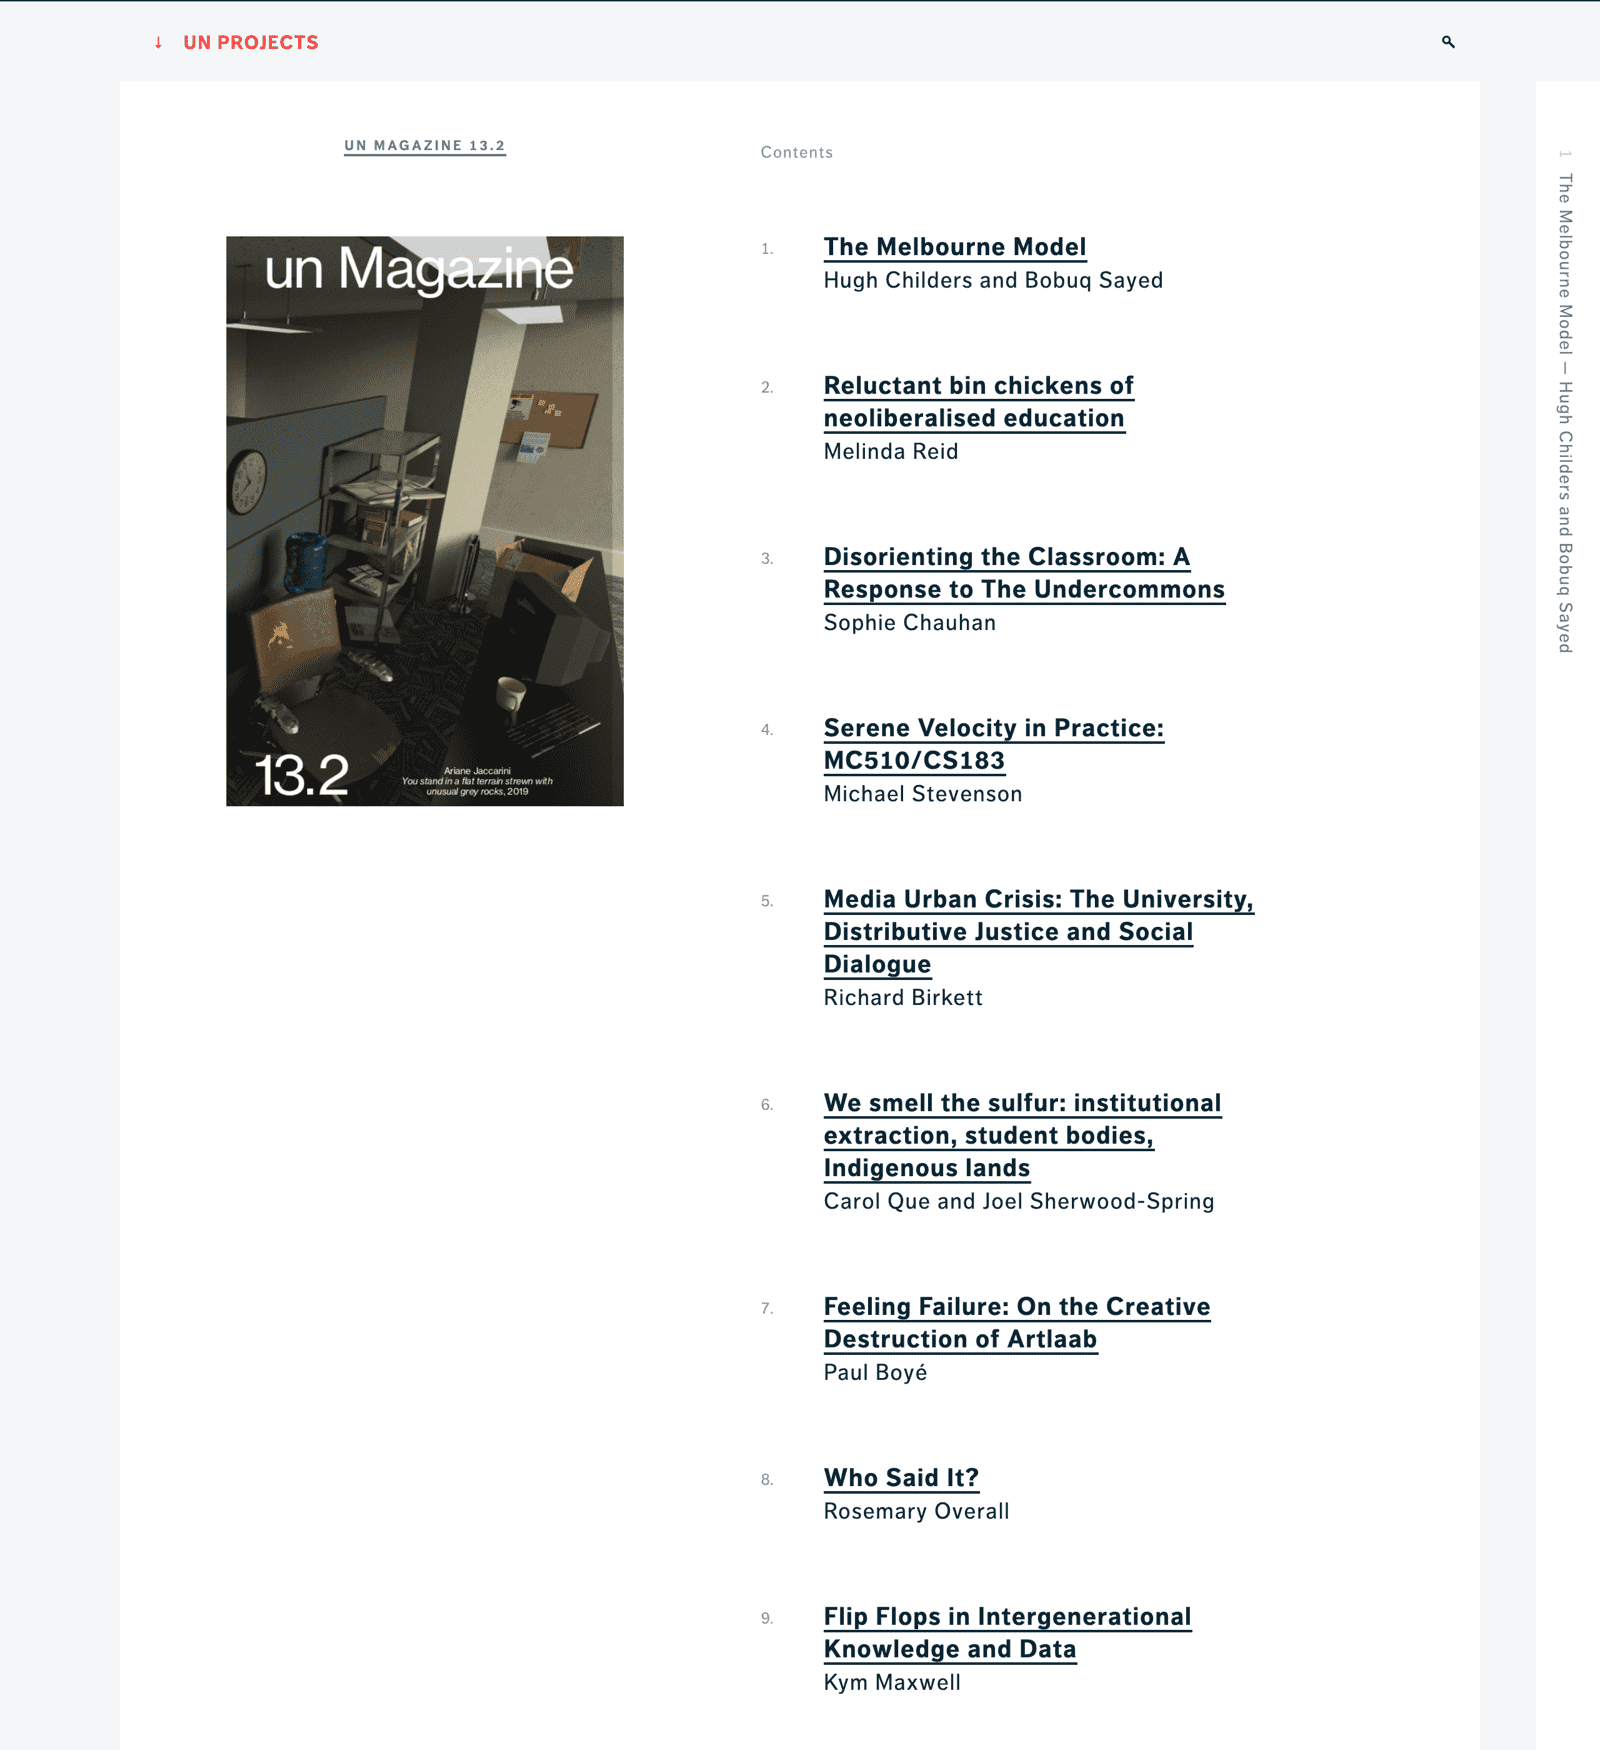 ↓ UN PROJECTS
UN MAGAZINE 13.2
un Magazine
13.2
Ariane Jaccarini
You stand in a flat terrain strewn with
unusual grey rocks, 2019
Contents
1. The Melbourne Model
Hugh Childers and Bobuq Sayed
2. Reluctant bin chickens of
neoliberalised education
Melinda Reid
3. Disorienting the Classroom: A
Response to The Undercommons
Sophie Chauhan
4. Serene Velocity in Practice:
MC510/CS183
Michael Stevenson
5. Media Urban Crisis: The University,
Distributive Justice and Social
Dialogue
Richard Birkett
6. We smell the sulfur: institutional
extraction, student bodies,
Indigenous lands
Carol Que and Joel Sherwood-Spring
7. Feeling Failure: On the Creative
Destruction of Artlaab
Paul Boyé
8. Who Said It?
Rosemary Overall
9. Flip Flops in Intergenerational
Knowledge and Data
Kym Maxwell
1 The Melbourne Model — Hugh Childers and Bobuq Sayed